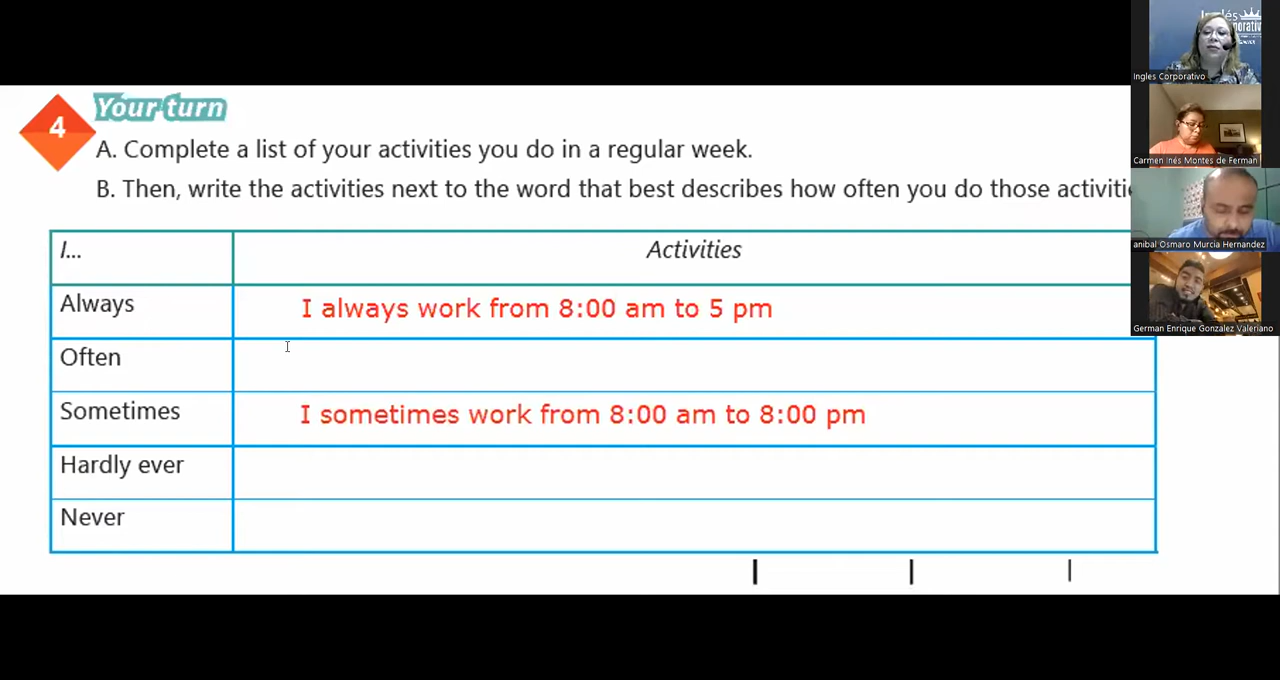 4
Your turn
A. Complete a list of your activities you do in a regular week.
B. Then, write the activities next to the word that best describes how often you do those
I... Activities
Always I always work from 8:00 am to 5 pm
Often
Sometimes I sometimes work from 8:00 am to 8:00 pm
Hardly ever
Never
Ingles Corporativo
Carmen Inés Montes de Ferman
anibal Osmaro Murcia Hernandez
German Enrique Gonzalez Valeriano